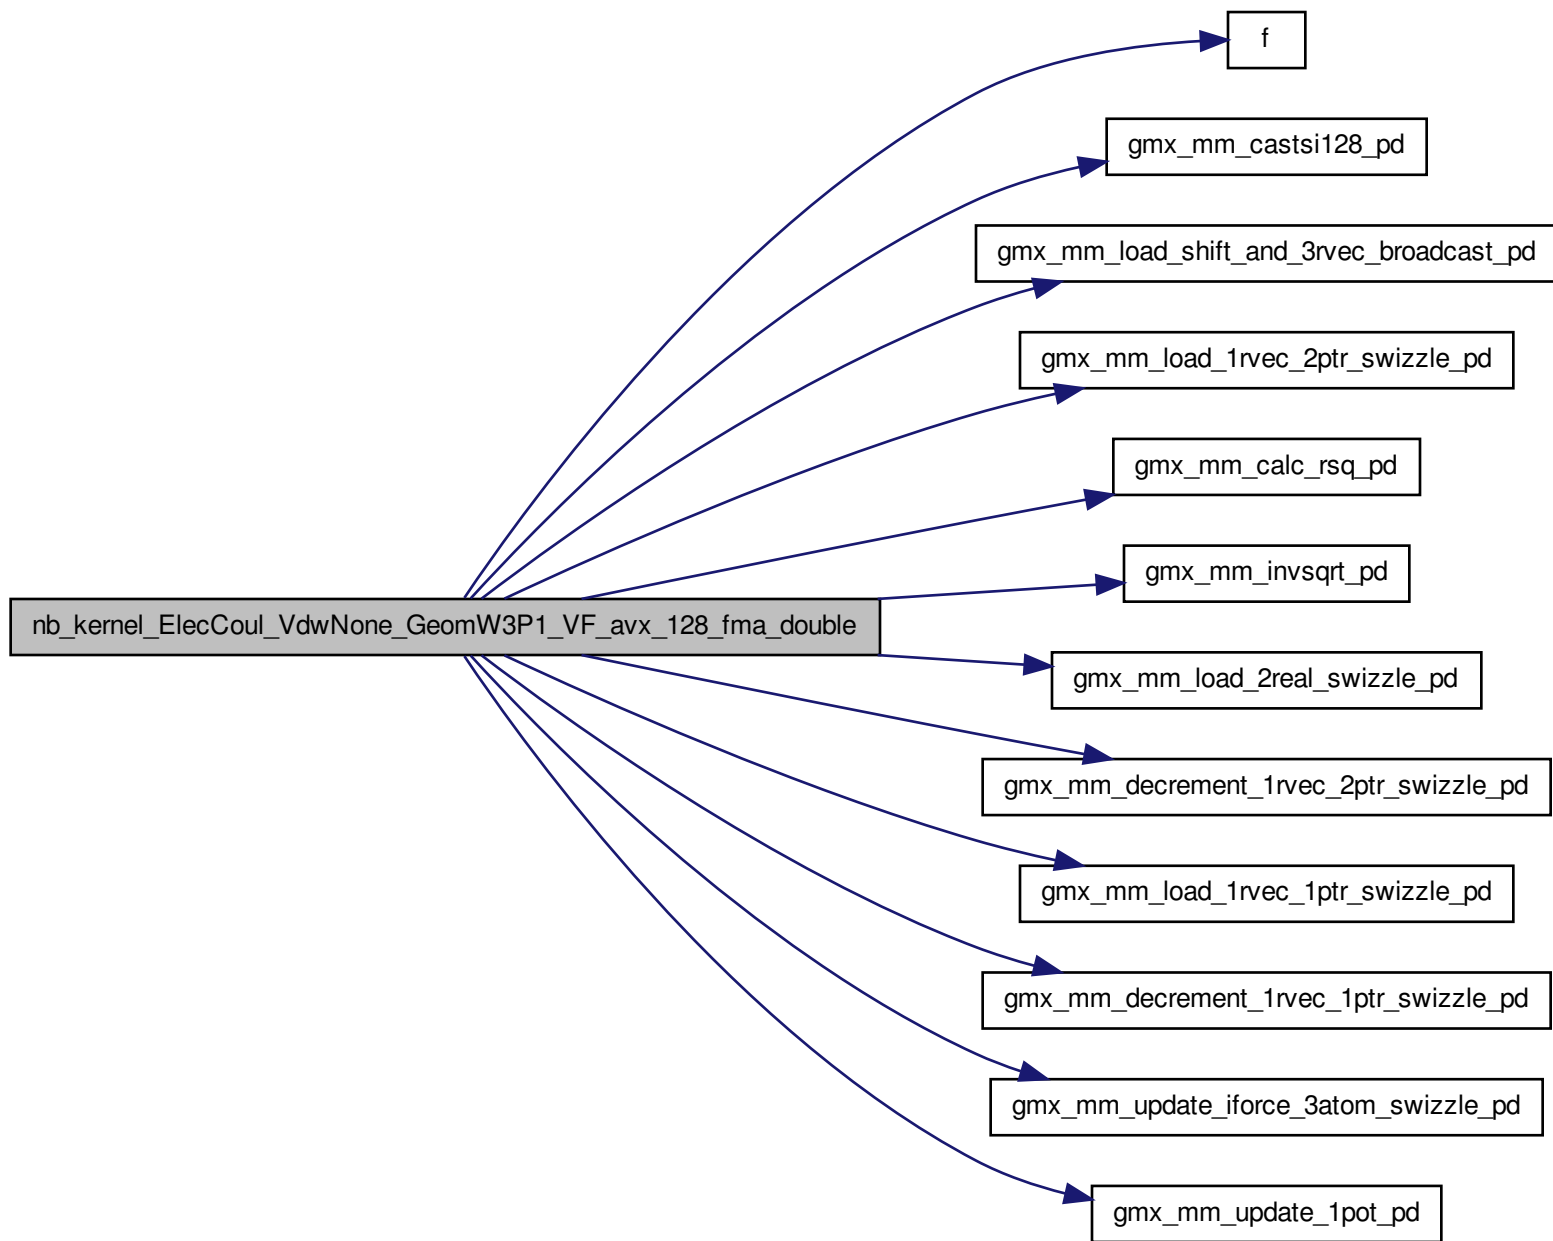 f
gmx_mm_castsi128_pd
gmx_mm_load_shift_and_3rvec_broadcast_pd
gmx_mm_load_1rvec_2ptr_swizzle_pd
gmx_mm_calc_rsq_pd
gmx_mm_invsqrt_pd
nb_kernel_ElecCoul_VdwNone_GeomW3P1_VF_avx_128_fma_double
gmx_mm_load_2real_swizzle_pd
gmx_mm_decrement_1rvec_2ptr_swizzle_pd
gmx_mm_load_1rvec_1ptr_swizzle_pd
gmx_mm_decrement_1rvec_1ptr_swizzle_pd
gmx_mm_update_iforce_3atom_swizzle_pd
gmx_mm_update_1pot_pd